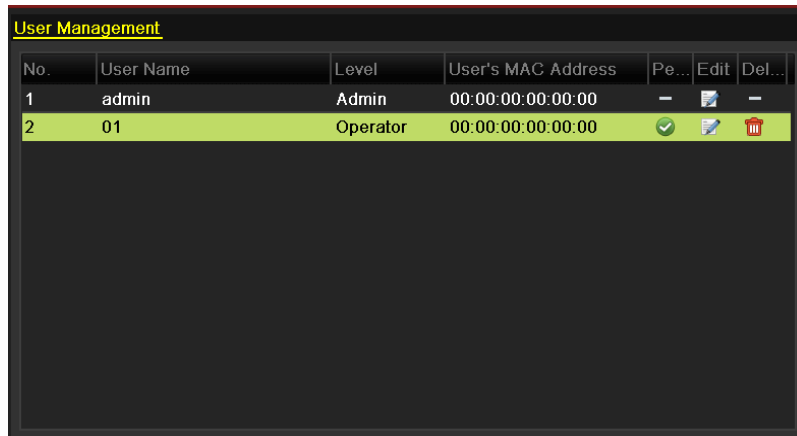 User Management
No. User Name Level User's MAC Address Pe... Edit Del...
1 admin Admin 00:00:00:00:00:00 –
2 01 Operator 00:00:00:00:00:00